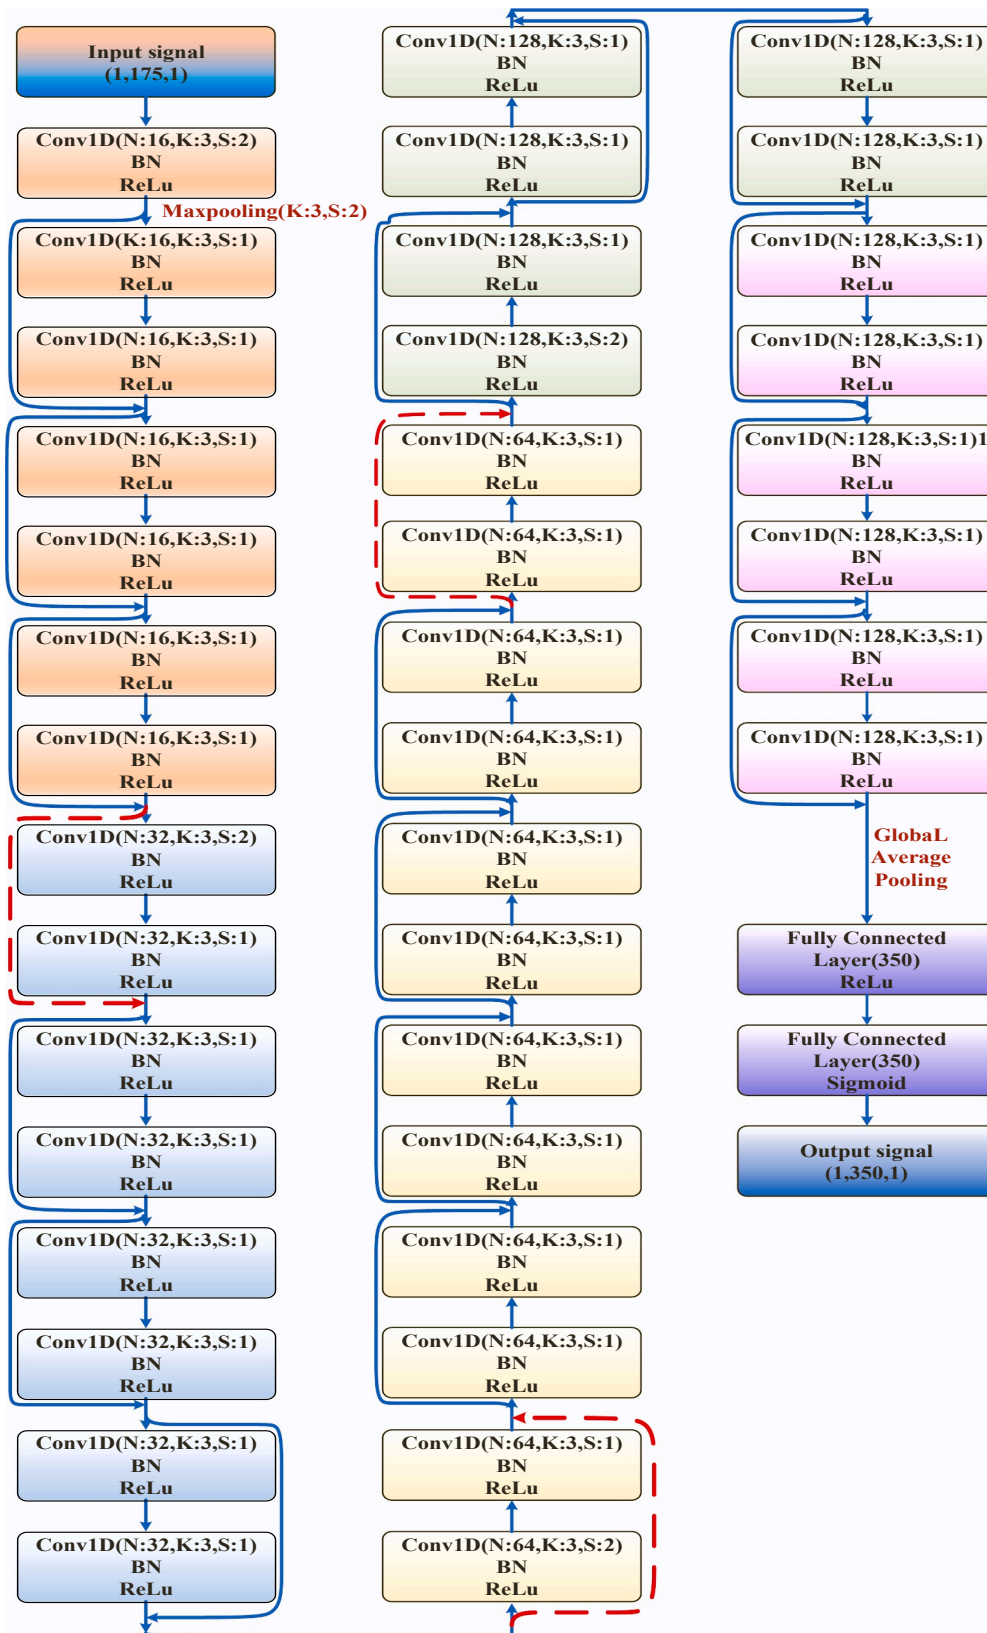 Input signal
(1,175,1)
Conv1D(N:16,K:3,S:2)
BN
ReLu
Maxpooling(K:3,S:2)
Conv1D(K:16,K:3,S:1)
BN
ReLu
Conv1D(N:16,K:3,S:1)
BN
ReLu
Conv1D(N:16,K:3,S:1)
BN
ReLu
Conv1D(N:16,K:3,S:1)
BN
ReLu
Conv1D(N:16,K:3,S:1)
BN
ReLu
Conv1D(N:16,K:3,S:1)
BN
ReLu
Conv1D(N:32,K:3,S:2)
BN
ReLu
Conv1D(N:32,K:3,S:1)
BN
ReLu
Conv1D(N:32,K:3,S:1)
BN
ReLu
Conv1D(N:32,K:3,S:1)
BN
ReLu
Conv1D(N:32,K:3,S:1)
BN
ReLu
Conv1D(N:32,K:3,S:1)
BN
ReLu
Conv1D(N:32,K:3,S:1)
BN
ReLu
Conv1D(N:32,K:3,S:1)
BN
ReLu
Conv1D(N:128,K:3,S:1)
BN
ReLu
Conv1D(N:128,K:3,S:1)
BN
ReLu
Conv1D(N:128,K:3,S:1)
BN
ReLu
Conv1D(N:128,K:3,S:2)
BN
ReLu
Conv1D(N:64,K:3,S:1)
BN
ReLu
Conv1D(N:64,K:3,S:1)
BN
ReLu
Conv1D(N:64,K:3,S:1)
BN
ReLu
Conv1D(N:64,K:3,S:1)
BN
ReLu
Conv1D(N:64,K:3,S:1)
BN
ReLu
Conv1D(N:64,K:3,S:1)
BN
ReLu
Conv1D(N:64,K:3,S:1)
BN
ReLu
Conv1D(N:64,K:3,S:1)
BN
ReLu
Conv1D(N:64,K:3,S:1)
BN
ReLu
Conv1D(N:64,K:3,S:1)
BN
ReLu
Conv1D(N:64,K:3,S:1)
BN
ReLu
Conv1D(N:64,K:3,S:2)
BN
ReLu
Conv1D(N:128,K:3,S:1)
BN
ReLu
Conv1D(N:128,K:3,S:1)
BN
ReLu
Conv1D(N:128,K:3,S:1)
BN
ReLu
Conv1D(N:128,K:3,S:1)
BN
ReLu
Conv1D(N:128,K:3,S:1)1
BN
ReLu
Conv1D(N:128,K:3,S:1)
BN
ReLu
Conv1D(N:128,K:3,S:1)
BN
ReLu
Conv1D(N:128,K:3,S:1)
BN
ReLu
GlobaL
Average
Pooling
Fully Connected
Layer(350)
ReLu
Fully Connected
Layer(350)
Sigmoid
Output signal
(1,350,1)